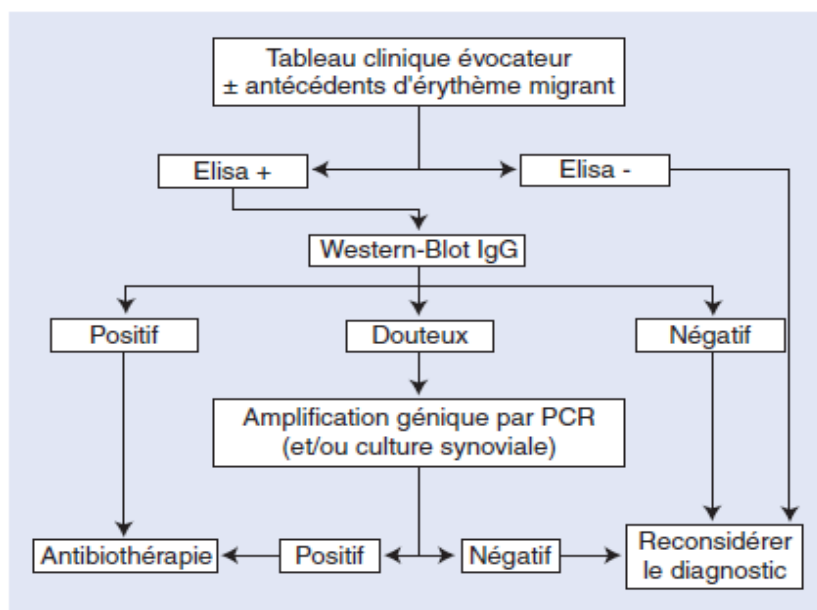 Tableau clinique évocateur
± antécédents d'érythème migrant
Elisa +
Elisa -
Western-Blot IgG
Positif
Douteux
Négatif
Amplification génique par PCR
(et/ou culture synoviale)
Antibiothérapie
Positif
Négatif
Reconsidérer
le diagnostic